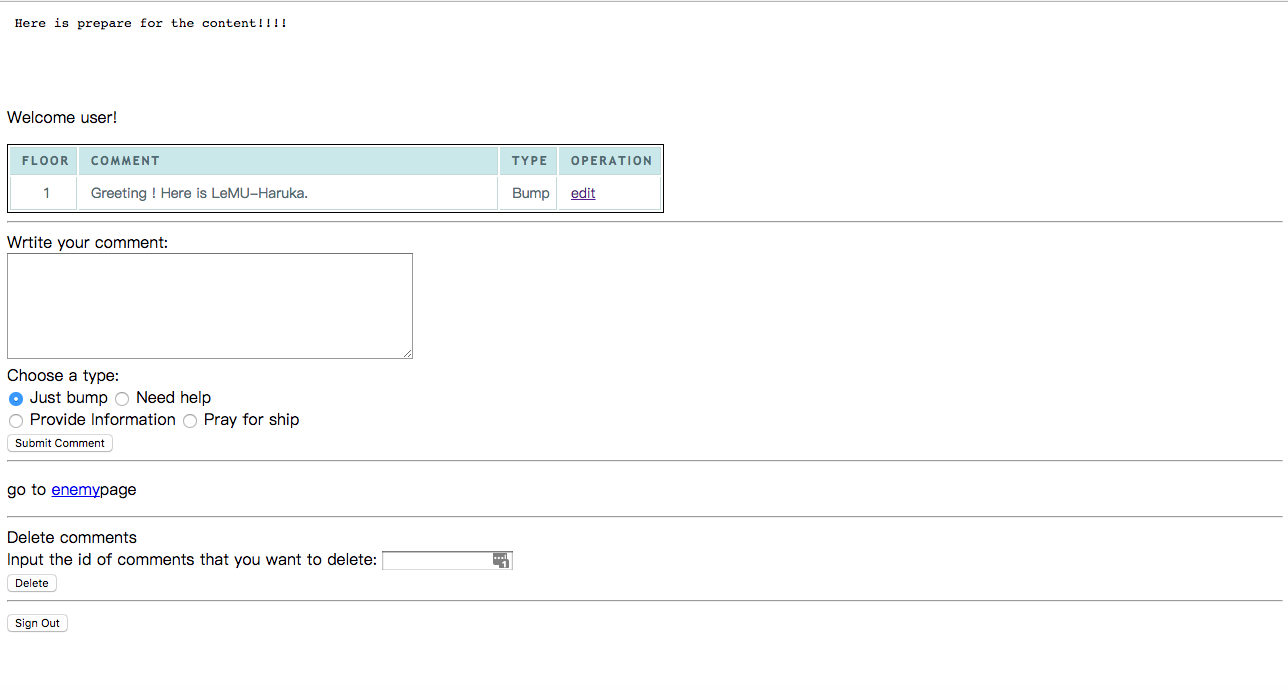 Here is prepare for the content!!!!
Welcome user!
FLOOR COMMENT TYPE OPERATION
1 Greeting ! Here is LeMU-Haruka. Bump edit
Wrtite your comment:
Choose a type:
Just bump Need help
Provide Information Pray for ship
Submit Comment
go to enemypage
Delete comments
Input the id of comments that you want to delete:
Delete
Sign Out